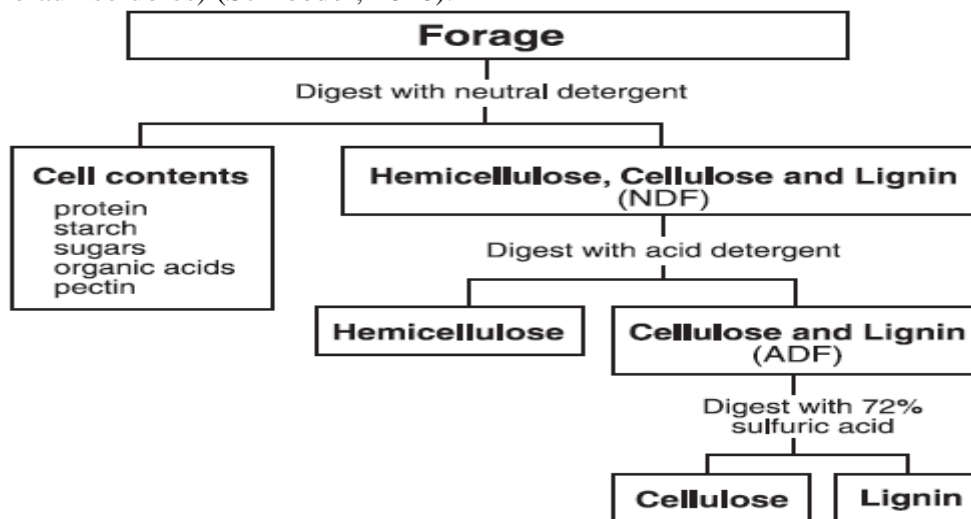 Forage
Digest with neutral detergent
Cell contents
protein
starch
sugars
organic acids
pectin
Hemicellulose, Cellulose and Lignin
(NDF)
Digest with acid detergent
Hemicellulose
Cellulose and Lignin
(ADF)
Digest with 72%
sulfuric acid
Cellulose
Lignin